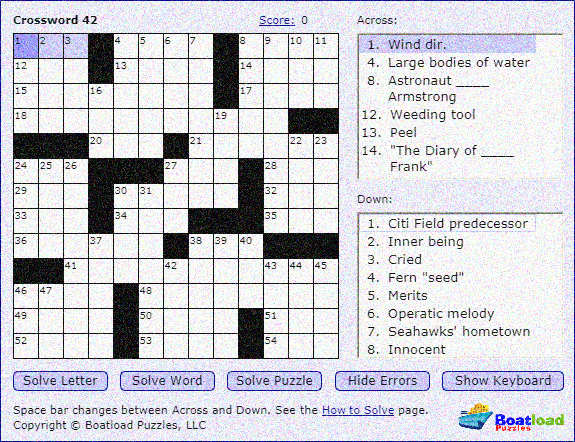 Crossword 42
Score: 0
1 2 3 4 5 6 7 8 9 10 11
12 13 14
15 16 17
18 19
20 21 22 23
24 25 26 27 28
29 30 31 32
33 34 35
36 37 38 39 40
41 42 43 44 45
46 47 48
49 50 51
52 53 54
Across:
1. Wind dir.
4. Large bodies of water
8. Astronaut ____
Armstrong
12. Weeding tool
13. Peel
14. "The Diary of ____
Frank"
Down:
1. Citi Field predecessor
2. Inner being
3. Cried
4. Fern "seed"
5. Merits
6. Operatic melody
7. Seahawks' hometown
8. Innocent
Solve Letter
Solve Word
Solve Puzzle
Hide Errors
Show Keyboard
Space bar changes between Across and Down. See the How to Solve page.
Copyright © Boatload Puzzles, LLC
Boatload
Puzzles